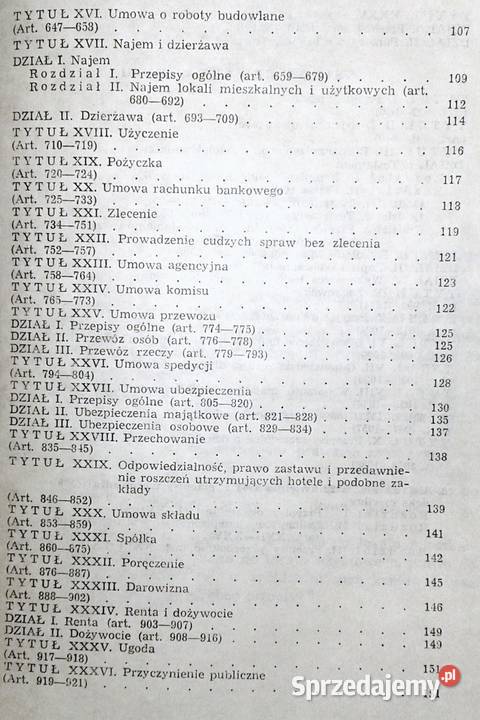 TYTUŁ XVI. Umowa o roboty budowlane
(Art. 647—658) 107
TYTUŁ XVII. Najem i dzierżawa
DZIAŁ I. Najem
Rozdział I. Przepisy ogólne (art. 659—679) 109
Rozdział II. Najem lokali mieszkalnych i użytkowych (art.
680—692) 112
DZIAŁ II. Dzierżawa (art. 693—709) 114
TYTUŁ XVIII. Użyczenie
(Art. 710—719) 116
TYTUŁ XIX. Pożyczka
(Art. 720—724) 117
TYTUŁ XX. Umowa rachunku bankowego
(Art. 725—733) 118
TYTUŁ XXI. Zlecenie
(Art. 734—751) 119
TYTUŁ XXII. Prowadzenie cudzych spraw bez zlecenia
(Art. 752—757) 121
TYTUŁ XXIII. Umowa agencyjna
(Art. 758—764) 123
TYTUŁ XXIV. Umowa komisu
(Art. 765—773) 122
TYTUŁ XXV. Umowa przewozu
DZIAŁ I. Przepisy ogólne (art. 774—775) 125
DZIAŁ II. Przewóz osób (art. 776—778) 125
DZIAŁ III. Przewóz rzeczy (art. 779—793) 126
TYTUŁ XXVI. Umowa spedycji
(Art. 794—804) 128
TYTUŁ XXVII. Umowa ubezpieczenia
DZIAŁ I. Przepisy ogólne (art. 805—820) 130
DZIAŁ II. Ubezpieczenia majątkowe (art. 821—828) 135
DZIAŁ III. Ubezpieczenia osobowe (art. 829—834) 137
TYTUŁ XXVIII. Przechowanie
(Art. 835—845) 138
TYTUŁ XXIX. Odpowiedzialność, prawo zastawu i przedawnie-
nie roszczeń utrzymujących hotele i podobne za-
kłady
(Art. 846—852) 139
TYTUŁ XXX. Umowa składu
(Art. 853—859) 141
TYTUŁ XXXI. Spółka
(Art. 860—675) 142
TYTUŁ XXXII. Poręczenie
(Art. 876—887) 145
TYTUŁ XXXIII. Darowizna
(Art. 888—902) 146
TYTUŁ XXXIV. Renta i dożywocie
DZIAŁ I. Renta (art. 903—907) 149
DZIAŁ II. Dożywocie (art. 908—916) 149
TYTUŁ XXXV. Ugoda
(Art. 917—918) 151
TYTUŁ XXXVI. Przyczynienie publiczne
(Art. 919—921)
Sprzedajemy.pl